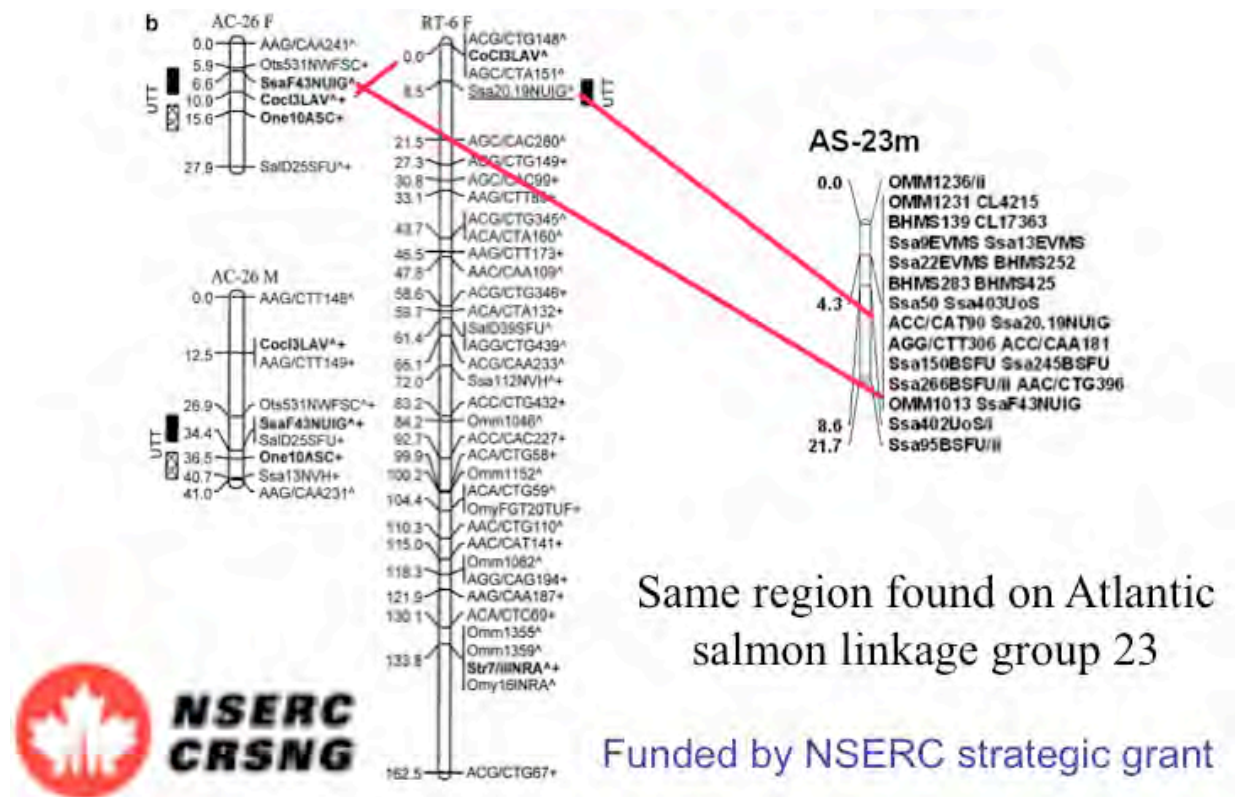 b
AC-26 F
0.0 AAG/CAA241^
5.9 Ots531NWFSC+
6.6 SsaF43NUIG^
10.0 CocI3LAV^+
15.6 One10ASC+
27.9 SalD25SFU^+
UTT
AC-26 M
0.0 AAG/CTT148^
12.5 CocI3LAV^+
AAG/CTT149+
26.9 Ots531NWFSC^+
34.4 SsaF43NUIG^+
SalD25SFU+
36.5 One10ASC+
40.7 Ssa13NVH+
41.0 AAG/CAA231^
UTT
RT-6 F
ACG/CTG148^
0.0 CoCl3LAV^
AGC/CTA151^
8.5 Ssa20.19NUIG^
UTT
21.5 AGC/CAC280^
27.3 ACG/CTG149+
30.8 AGC/CAC99+
33.1
ACG/CTG345^
43.7 ACA/CTA160^
46.5 AAG/CTT173+
47.8 AAC/CAA109^
58.6 ACG/CTG346+
59.7 ACA/CTA132+
SalD39SFU^
61.4 AGG/CTG439^
65.1 ACG/CAA233^
72.0 Ssa112NVH^+
83.2 ACC/CTG432+
84.2 Omm1046^
92.7 ACC/CAC227+
99.9 ACA/CTG58+
100.2 Omm1152^
ACA/CTG59^
104.4 OmyFGT20TUF+
110.3 AAC/CTG110^
115.0 AAC/CAT141+
Omm1082^
118.3 AGG/CAG194+
121.9 AAG/CAA187+
130.1 ACA/CTC69+
Omm1355^
Omm1359^
133.8 Str7/iiINRA^+
Omy16INRA^
162.5 ACG/CTG67+
AS-23m
0.0 OMM1236/ii
OMM1231 CL4215
BHMS139 CL17363
Ssa9EVMS Ssa13EVMS
Ssa22EVMS BHMS252
BHMS283 BHMS425
4.3 Ssa50 Ssa403UoS
ACC/CAT90 Ssa20.19NUIG
AGG/CTT306 ACC/CAA181
Ssa150BSFU Ssa245BSFU
Ssa266BSFU/ii AAC/CTG396
OMM1013 SsaF43NUIG
8.6 Ssa402UoS/i
21.7 Ssa95BSFU/ii
Same region found on Atlantic
salmon linkage group 23
NSERC
CRSNG
Funded by NSERC strategic grant